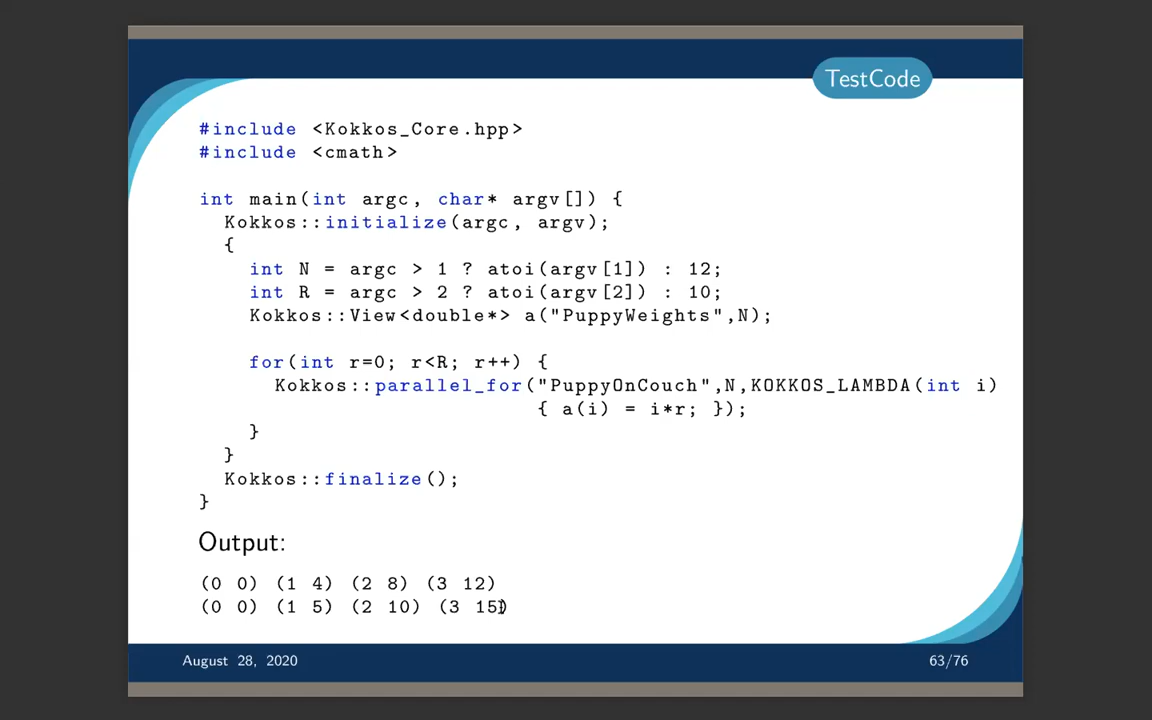 TestCode
#include <Kokkos_Core.hpp>
#include <cmath>
int main(int argc, char* argv[]) {
Kokkos::initialize(argc, argv);
{
int N = argc > 1 ? atoi(argv[1]) : 12;
int R = argc > 2 ? atoi(argv[2]) : 10;
Kokkos::View<double*> a("PuppyWeights",N);
for(int r=0; r<R; r++) {
Kokkos::parallel_for("PuppyOnCouch",N,KOKKOS_LAMBDA(int i)
{ a(i) = i*r; });
}
}
Kokkos::finalize();
}
Output:
(0 0) (1 4) (2 8) (3 12)
(0 0) (1 5) (2 10) (3 15)
August 28, 2020
63/76